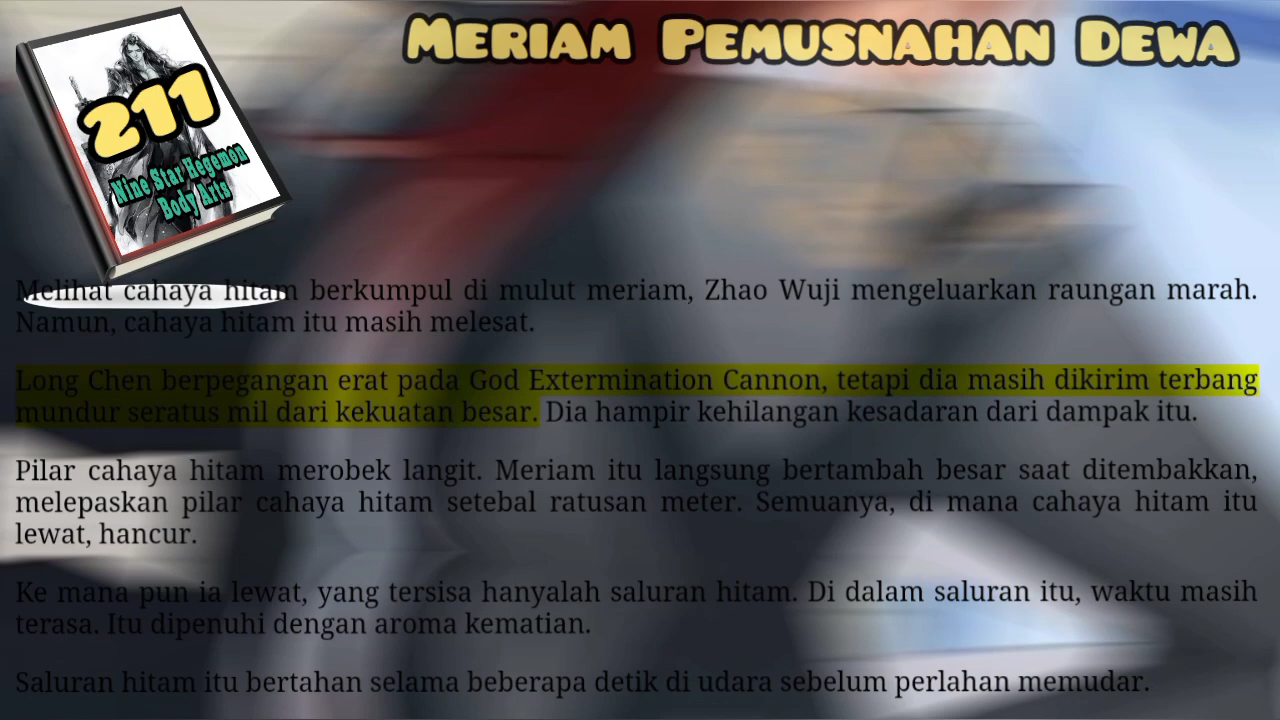 Meriam Pemusnahan Dewa
211
Nine Star Hegemon
Body Arts
Melihat cahaya hitam berkumpul di mulut meriam, Zhao Wuji mengeluarkan raungan marah.
Namun, cahaya hitam itu masih melesat.
Long Chen berpegangan erat pada God Extermination Cannon, tetapi dia masih dikirim terbang
mundur seratus mil dari kekuatan besar. Dia hampir kehilangan kesadaran dari dampak itu.
Pilar cahaya hitam merobek langit. Meriam itu langsung bertambah besar saat ditembakkan,
melepaskan pilar cahaya hitam setebal ratusan meter. Semuanya, di mana cahaya hitam itu
lewat, hancur.
Ke mana pun ia lewat, yang tersisa hanyalah saluran hitam. Di dalam saluran itu, waktu masih
terasa. Itu dipenuhi dengan aroma kematian.
Saluran hitam itu bertahan selama beberapa detik di udara sebelum perlahan memudar.